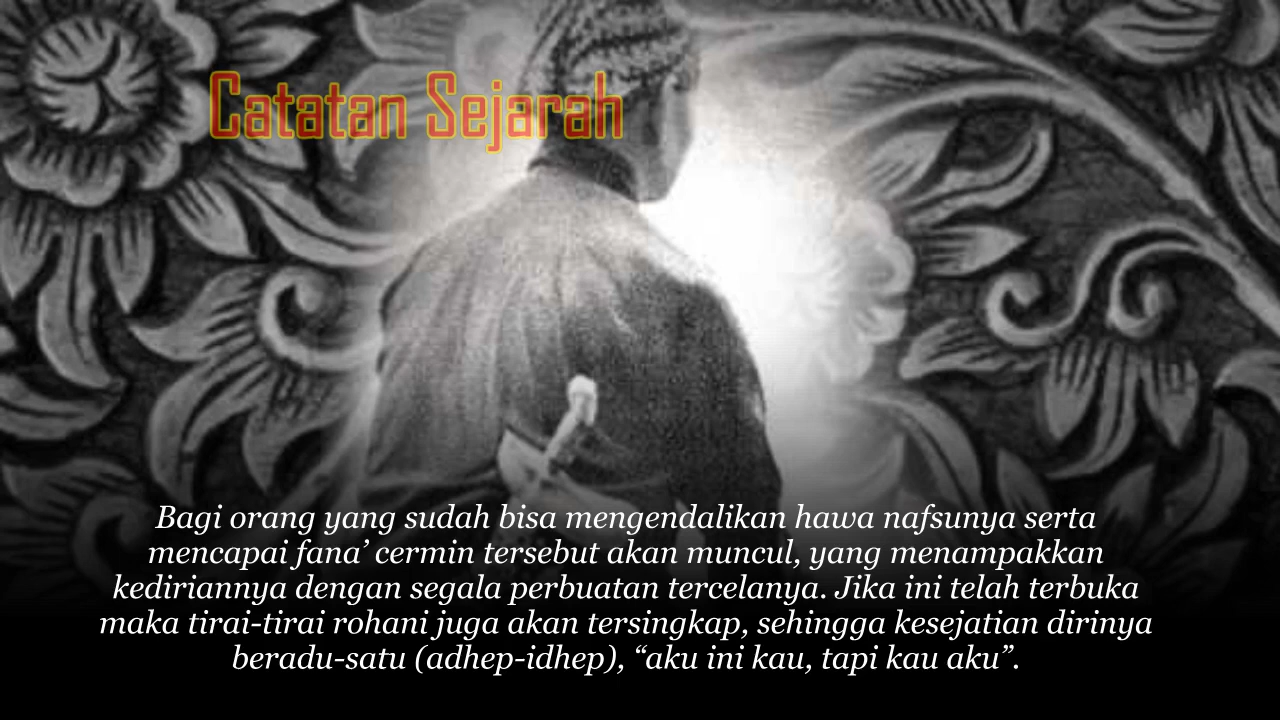 Catatan Sejarah
Bagi orang yang sudah bisa mengendalikan hawa nafsunya serta
mencapai fana’ cermin tersebut akan muncul, yang menampakkan
kediriannya dengan segala perbuatan tercelanya. Jika ini telah terbuka
maka tirai-tirai rohani juga akan tersingkap, sehingga kesejatian dirinya
beradu-satu (adhep-idhep), “aku ini kau, tapi kau aku”.